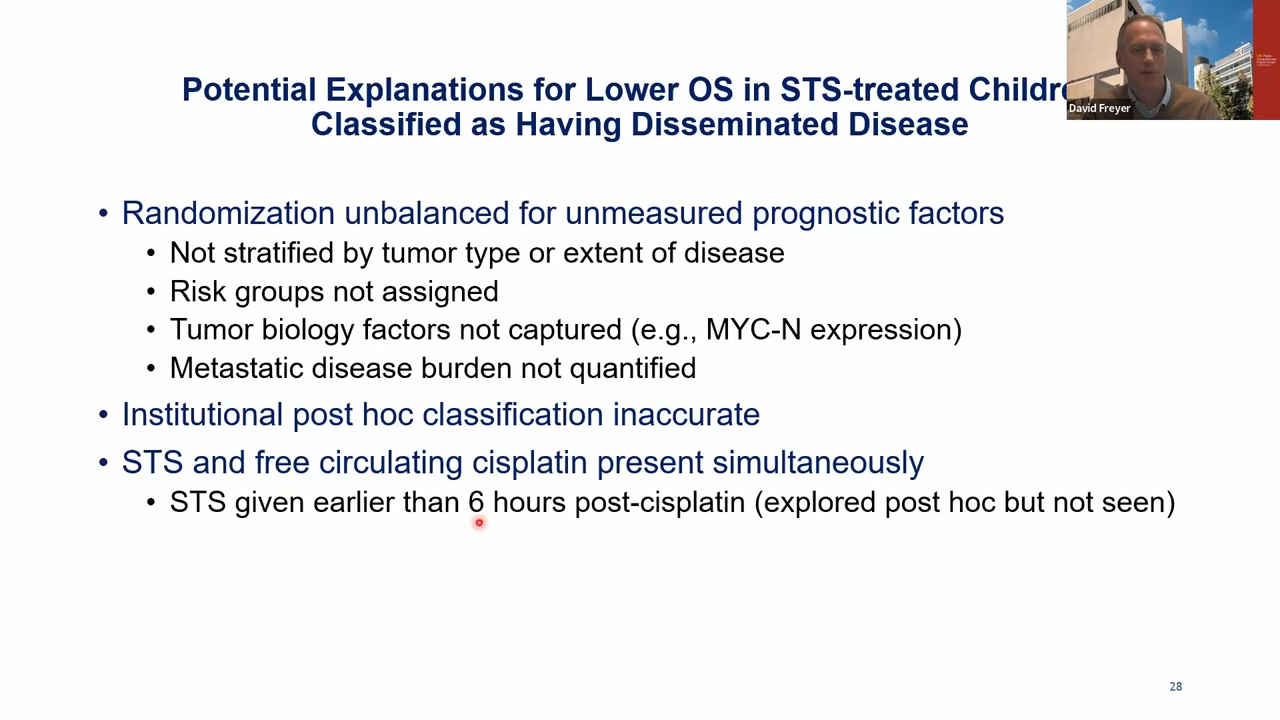 Potential Explanations for Lower OS in STS-treated Childre
Classified as Having Disseminated Disease
David Freyer
• Randomization unbalanced for unmeasured prognostic factors
• Not stratified by tumor type or extent of disease
• Risk groups not assigned
• Tumor biology factors not captured (e.g., MYC-N expression)
• Metastatic disease burden not quantified
• Institutional post hoc classification inaccurate
• STS and free circulating cisplatin present simultaneously
• STS given earlier than 6 hours post-cisplatin (explored post hoc but not seen)
28